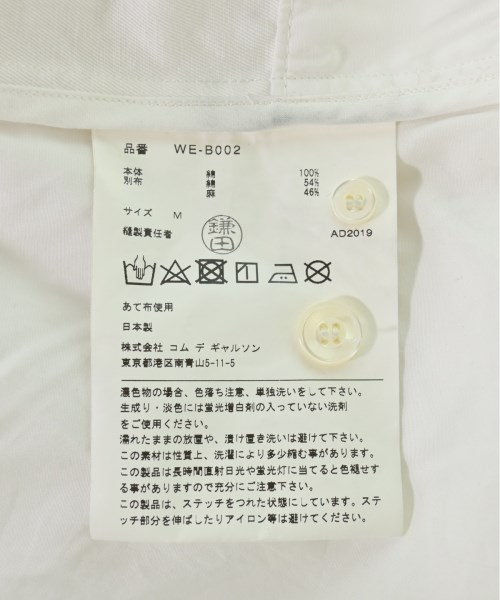 品番 WE-B002
本体 綿 100%
別布 綿 54%
麻 46%
サイズ M
縫製責任者 鎌田 AD2019
あて布使用
日本製
株式会社 コム デ ギャルソン
東京都港区南青山5-11-5
濃色物の場合、色落ち注意、単独洗いをして下さい。
生成り・淡色には蛍光増白剤の入っていない洗剤
をご使用ください。
濡れたままの放置や、漬け置き洗いは避けて下さい。
この素材は性質上、洗濯により多少縮む事があります。
この製品は長時間直射日光や蛍光灯に当てると色褪せす
る事がありますので充分にご注意下さい。
この製品は、ステッチをつれた状態にしています。ステ
ッチ部分を伸ばしたりアイロン等は避けてください。